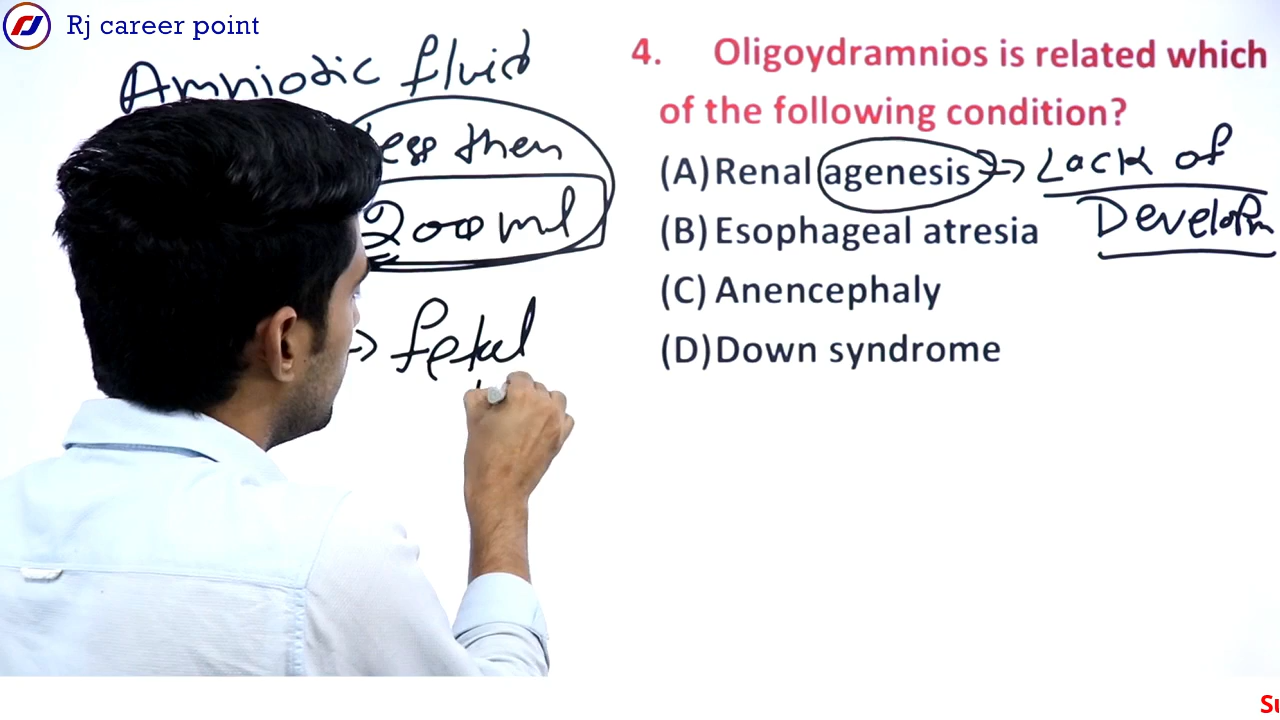 Rj career point
Amniotic fluid
less then
200 ml
→ fetal
4. Oligoydramnios is related which
of the following condition?
(A) Renal agenesis → Lack of
Developm
(B) Esophageal atresia
(C) Anencephaly
(D) Down syndrome
Su